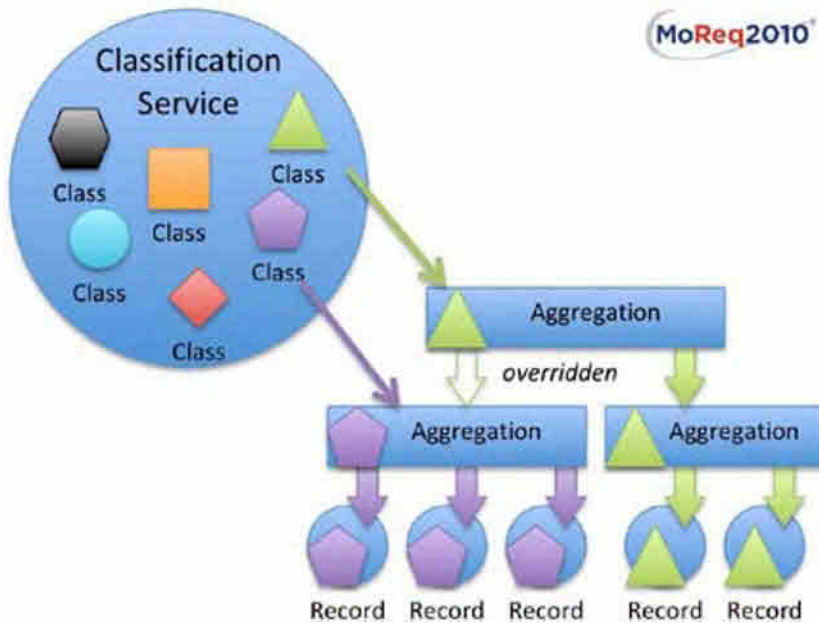 MoReq2010®
Classification
Service
Class
Class
Class
Class
Class
Class
Aggregation
overridden
Aggregation
Aggregation
Record
Record
Record
Record
Record